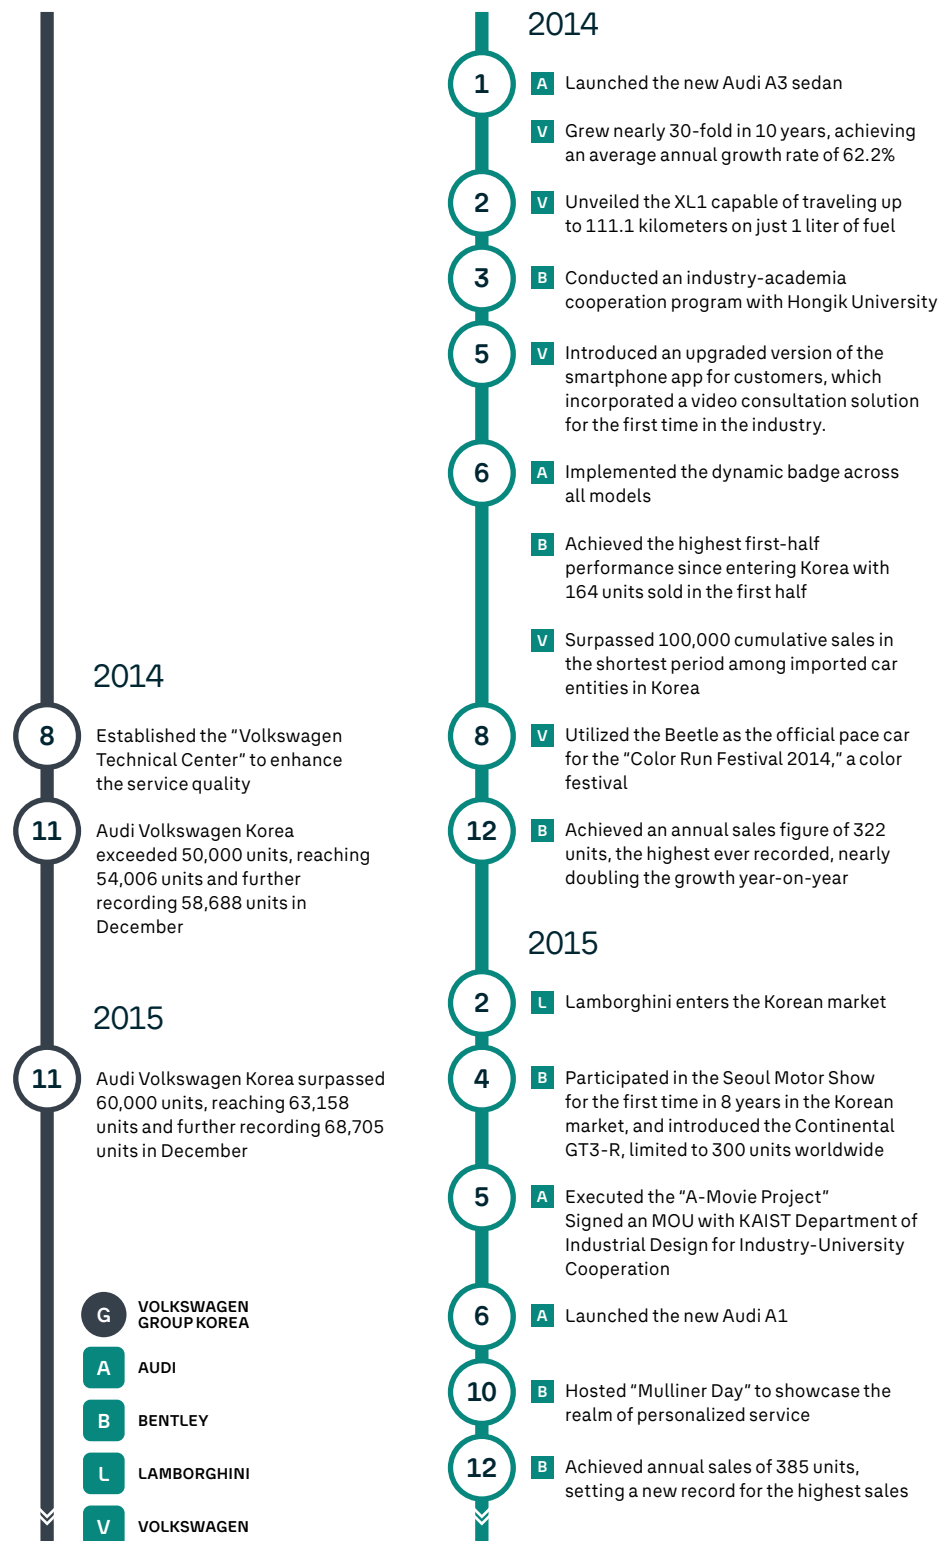 2014
8
Established the "Volkswagen
Technical Center" to enhance
the service quality
11
Audi Volkswagen Korea
exceeded 50,000 units, reaching
54,006 units and further
recording 58,688 units in
December
2015
11
Audi Volkswagen Korea surpassed
60,000 units, reaching 63,158
units and further recording 68,705
units in December
G
VOLKSWAGEN
GROUP KOREA
A
AUDI
B
BENTLEY
L
LAMBORGHINI
V
VOLKSWAGEN
2014
1
A Launched the new Audi A3 sedan
V Grew nearly 30-fold in 10 years, achieving
an average annual growth rate of 62.2%
2
V Unveiled the XL1 capable of traveling up
to 111.1 kilometers on just 1 liter of fuel
3
B Conducted an industry-academia
cooperation program with Hongik University
5
V Introduced an upgraded version of the
smartphone app for customers, which
incorporated a video consultation solution
for the first time in the industry.
6
A Implemented the dynamic badge across
all models
B Achieved the highest first-half
performance since entering Korea with
164 units sold in the first half
V Surpassed 100,000 cumulative sales in
the shortest period among imported car
entities in Korea
8
V Utilized the Beetle as the official pace car
for the "Color Run Festival 2014," a color
festival
12
B Achieved an annual sales figure of 322
units, the highest ever recorded, nearly
doubling the growth year-on-year
2015
2
L Lamborghini enters the Korean market
4
B Participated in the Seoul Motor Show
for the first time in 8 years in the Korean
market, and introduced the Continental
GT3-R, limited to 300 units worldwide
5
A Executed the "A-Movie Project"
Signed an MOU with KAIST Department of
Industrial Design for Industry-University
Cooperation
6
A Launched the new Audi A1
10
B Hosted "Mulliner Day" to showcase the
realm of personalized service
12
B Achieved annual sales of 385 units,
setting a new record for the highest sales